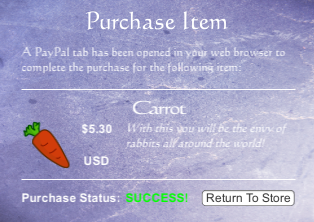 Purchase Item
A PayPal tab has been opened in your web browser to
complete the purchase for the following item:
Carrot
$5.30
USD
With this you will be the envy of
rabbits all around the world!
Purchase Status: SUCCESS!
Return To Store